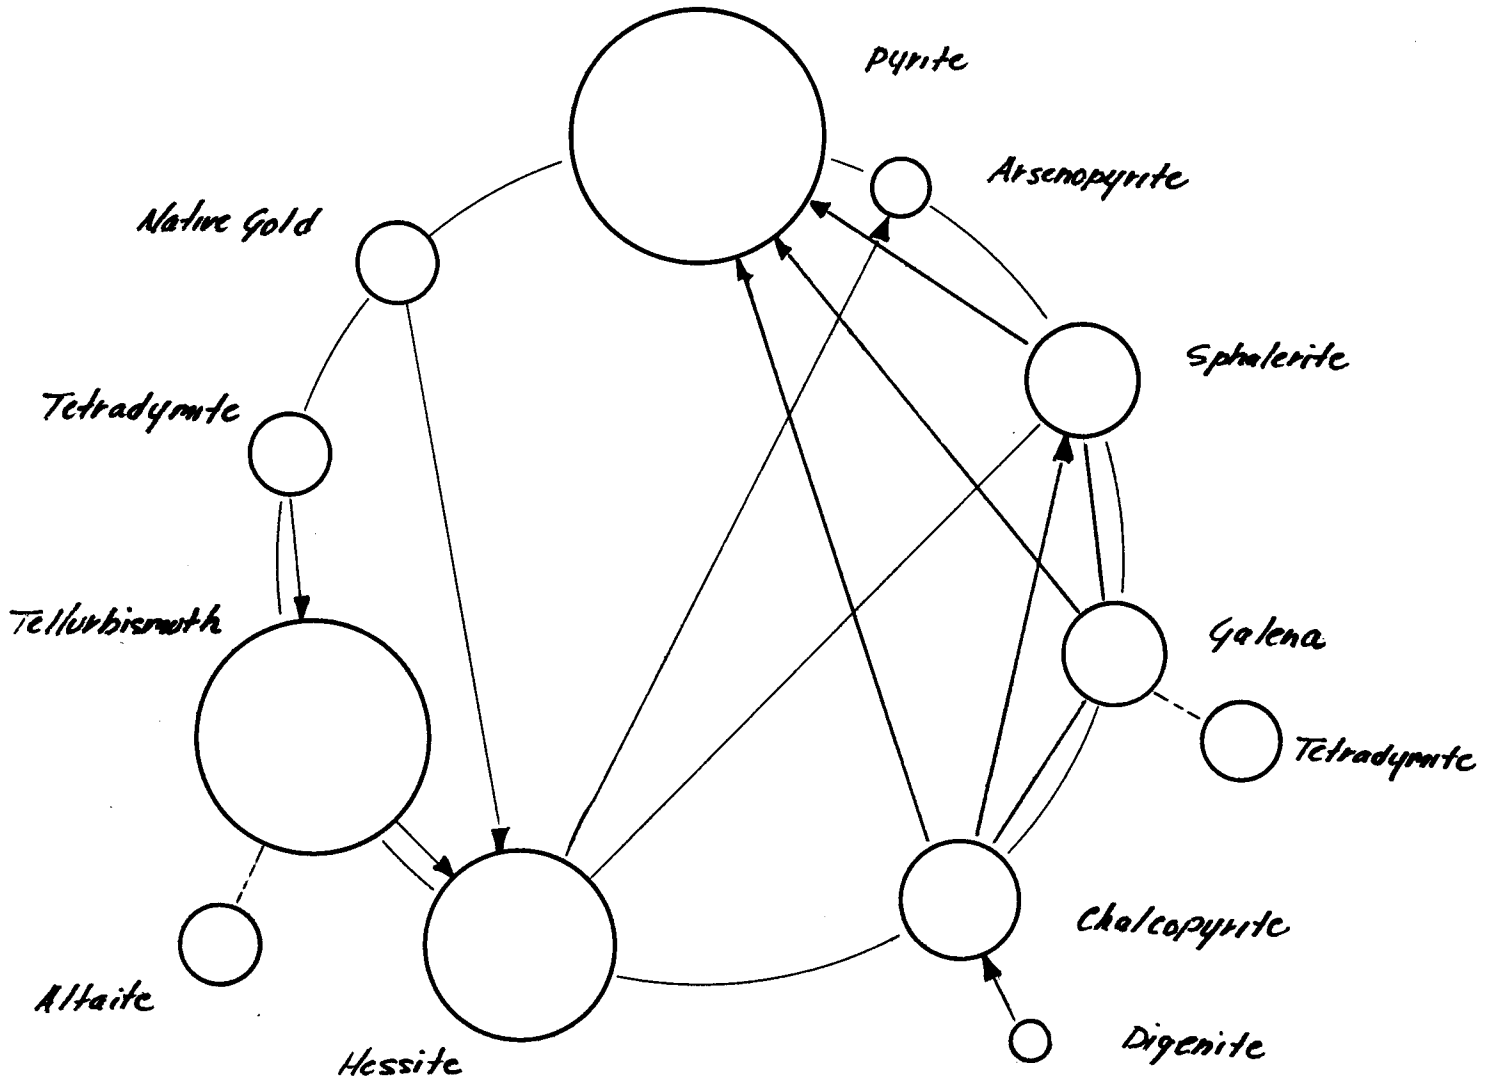 Pyrite
Arsenopyrite
Native Gold
Sphalerite
Tetradymite
Tellurbismuth
Galena
Tetradymite
Chalcopyrite
Altaite
Digenite
Hessite